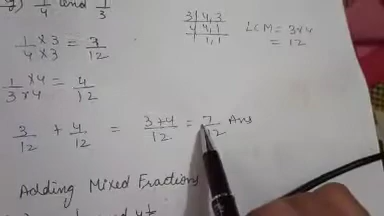 1/4 and 1/3
3 | 4, 3
4 | 4, 1
1, 1
LCM = 3×4
= 12
1/4 × 3/3 = 3/12
1/3 × 4/4 = 4/12
3/12 + 4/12 = 3+4/12 = 7/12 Ans
Adding Mixed Fractions